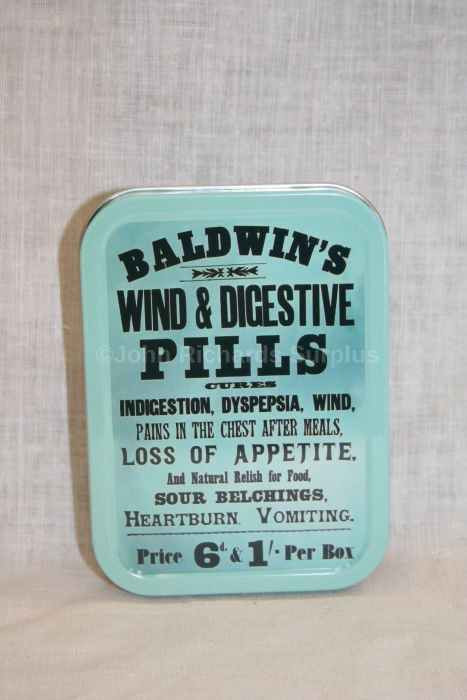 BALDWIN'S
WIND & DIGESTIVE
PILLS
CURES
INDIGESTION, DYSPEPSIA, WIND,
PAINS IN THE CHEST AFTER MEALS,
LOSS OF APPETITE,
And Natural Relish for Food,
SOUR BELCHINGS,
HEARTBURN. VOMITING.
Price 6d. & 1/- Per Box
©John Richards Surplus